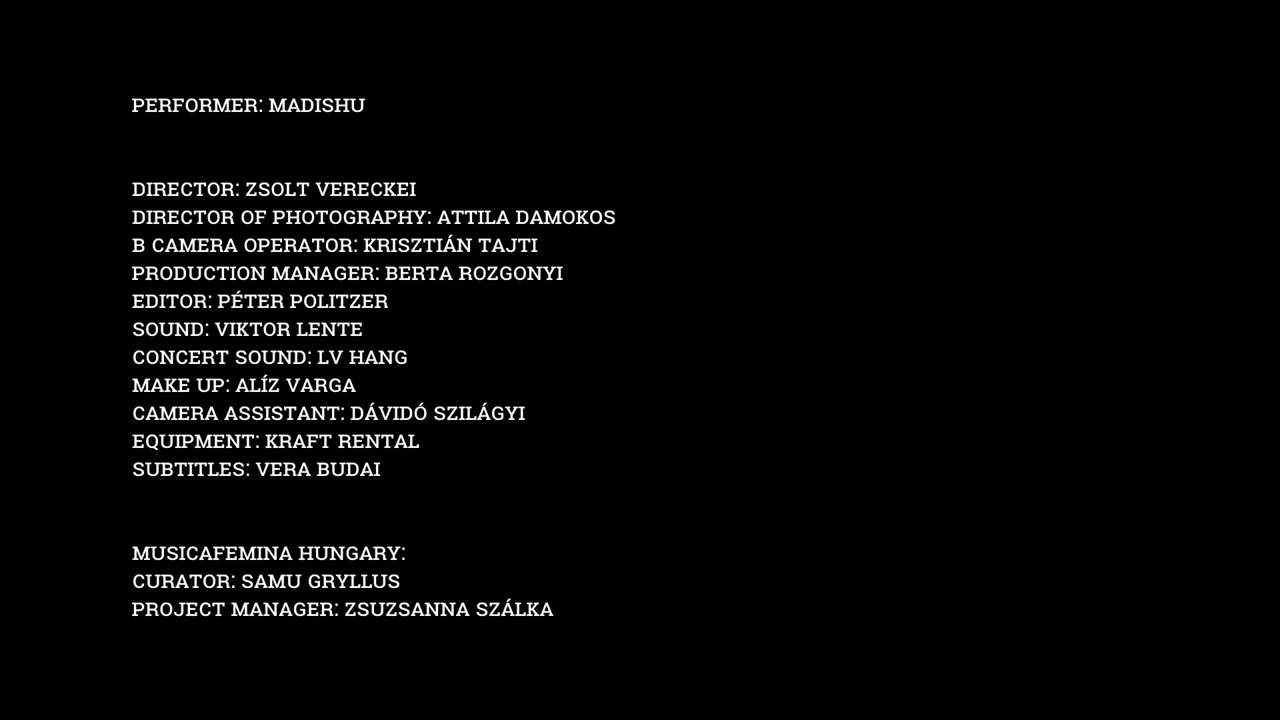 PERFORMER: MADISHU
DIRECTOR: ZSOLT VERECKEI
DIRECTOR OF PHOTOGRAPHY: ATTILA DAMOKOS
B CAMERA OPERATOR: KRISZTIÁN TAJTI
PRODUCTION MANAGER: BERTA ROZGONYI
EDITOR: PÉTER POLITZER
SOUND: VIKTOR LENTE
CONCERT SOUND: LV HANG
MAKE UP: ALÍZ VARGA
CAMERA ASSISTANT: DÁVIDÓ SZILÁGYI
EQUIPMENT: KRAFT RENTAL
SUBTITLES: VERA BUDAI
MUSICAFEMINA HUNGARY:
CURATOR: SAMU GRYLLUS
PROJECT MANAGER: ZSUZSANNA SZÁLKA